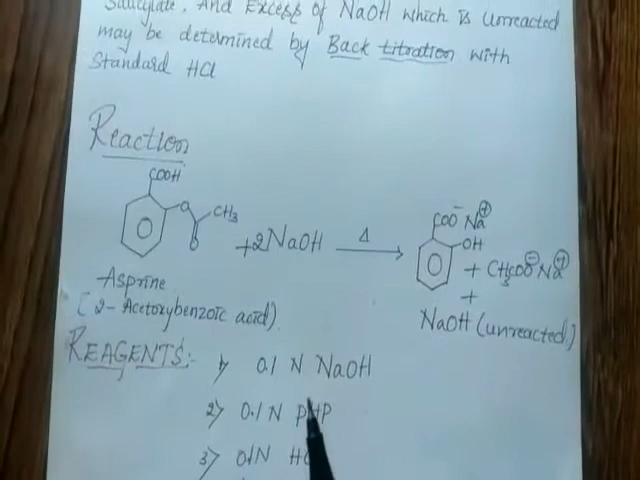 Salicylate. And Excess of NaOH which is unreacted
may be determined by Back titration with
Standard HCl
Reaction
COOH
O CH3
O
+2NaOH Δ
COO⁻ Na⊕
OH
+ CH3COO⊖Na⊕
+
NaOH (unreacted)
Asprine
(2-Acetoxybenzoic acid)
REAGENTS:-
1) 0.1 N NaOH
2) 0.1N PHP
3) 0.1N